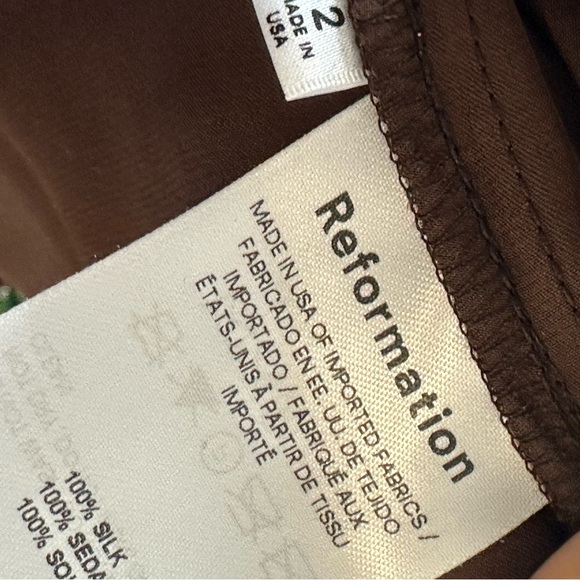 2
MADE IN
USA
Reformation
MADE IN USA OF IMPORTED FABRICS /
FABRICADO EN EE. UU. DE TEJIDO
IMPORTADO / FABRIQUÉ AUX
ÉTATS-UNIS À PARTIR DE TISSU
IMPORTÉ
100% SILK
100% SEDA
100% SO